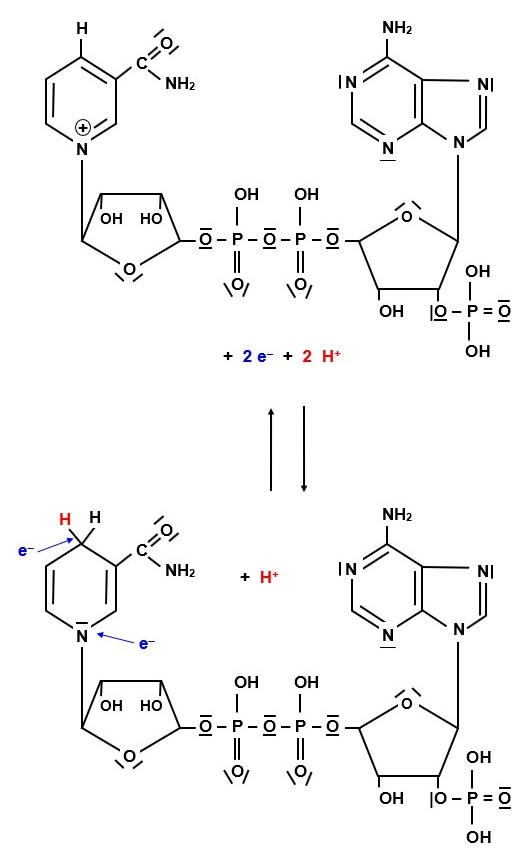 H NH₂
C O
N N
NH₂
⊕
N N N
OH OH O
OH HO
O P O P O
O O O OH
OH O P = O
OH
+ 2 e⁻ + 2 H⁺
H H NH₂
C O
e⁻
N N
NH₂ + H⁺
N e⁻ N N
OH OH O
OH HO
O P O P O
O O O OH
OH O P = O
OH